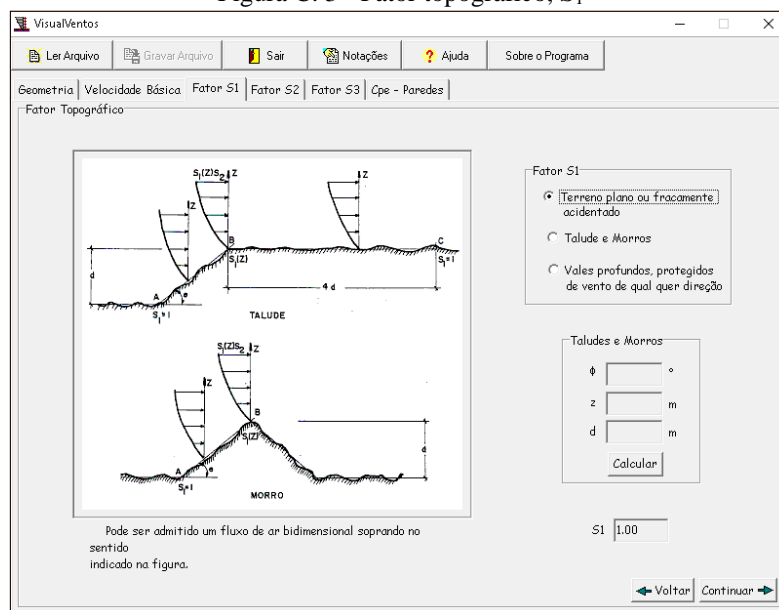 Figura C. 3 - Fator topográfico, S1
VisualVentos
Ler Arquivo
Gravar Arquivo
Sair
Notações
Ajuda
Sobre o Programa
Geometria
Velocidade Básica
Fator S1
Fator S2
Fator S3
Cpe - Paredes
Fator Topográfico
S1(Z)S2
Z
Z
Z
B
C
S1(Z)
S1=1
d
A
θ
S1=1
4 d
TALUDE
S1(Z)S2
Z
Z
B
S1(Z)
d
A
θ
S1=1
MORRO
Pode ser admitido um fluxo de ar bidimensional soprando no
sentido
indicado na figura.
Fator S1
Terreno plano ou fracamente
acidentado
Talude e Morros
Vales profundos, protegidos
de vento de qual quer direção
Taludes e Morros
ϕ °
z m
d m
Calcular
S1 1.00
Voltar
Continuar